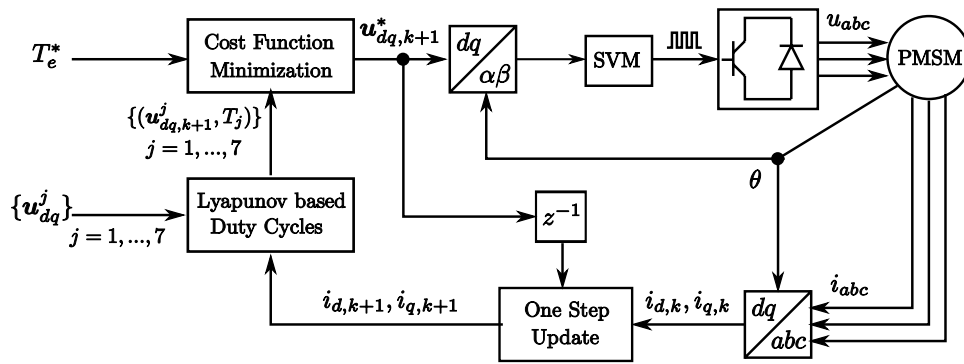 T_e^*
Cost Function
Minimization
u^*_{dq,k+1}
dq
αβ
SVM
u_{abc}
PMSM
{(u^j_{dq,k+1}, T_j)}
j = 1, ..., 7
θ
{u^j_{dq}}
j = 1, ..., 7
Lyapunov based
Duty Cycles
z^{-1}
i_{d,k+1}, i_{q,k+1}
One Step
Update
i_{d,k}, i_{q,k}
dq
abc
i_{abc}